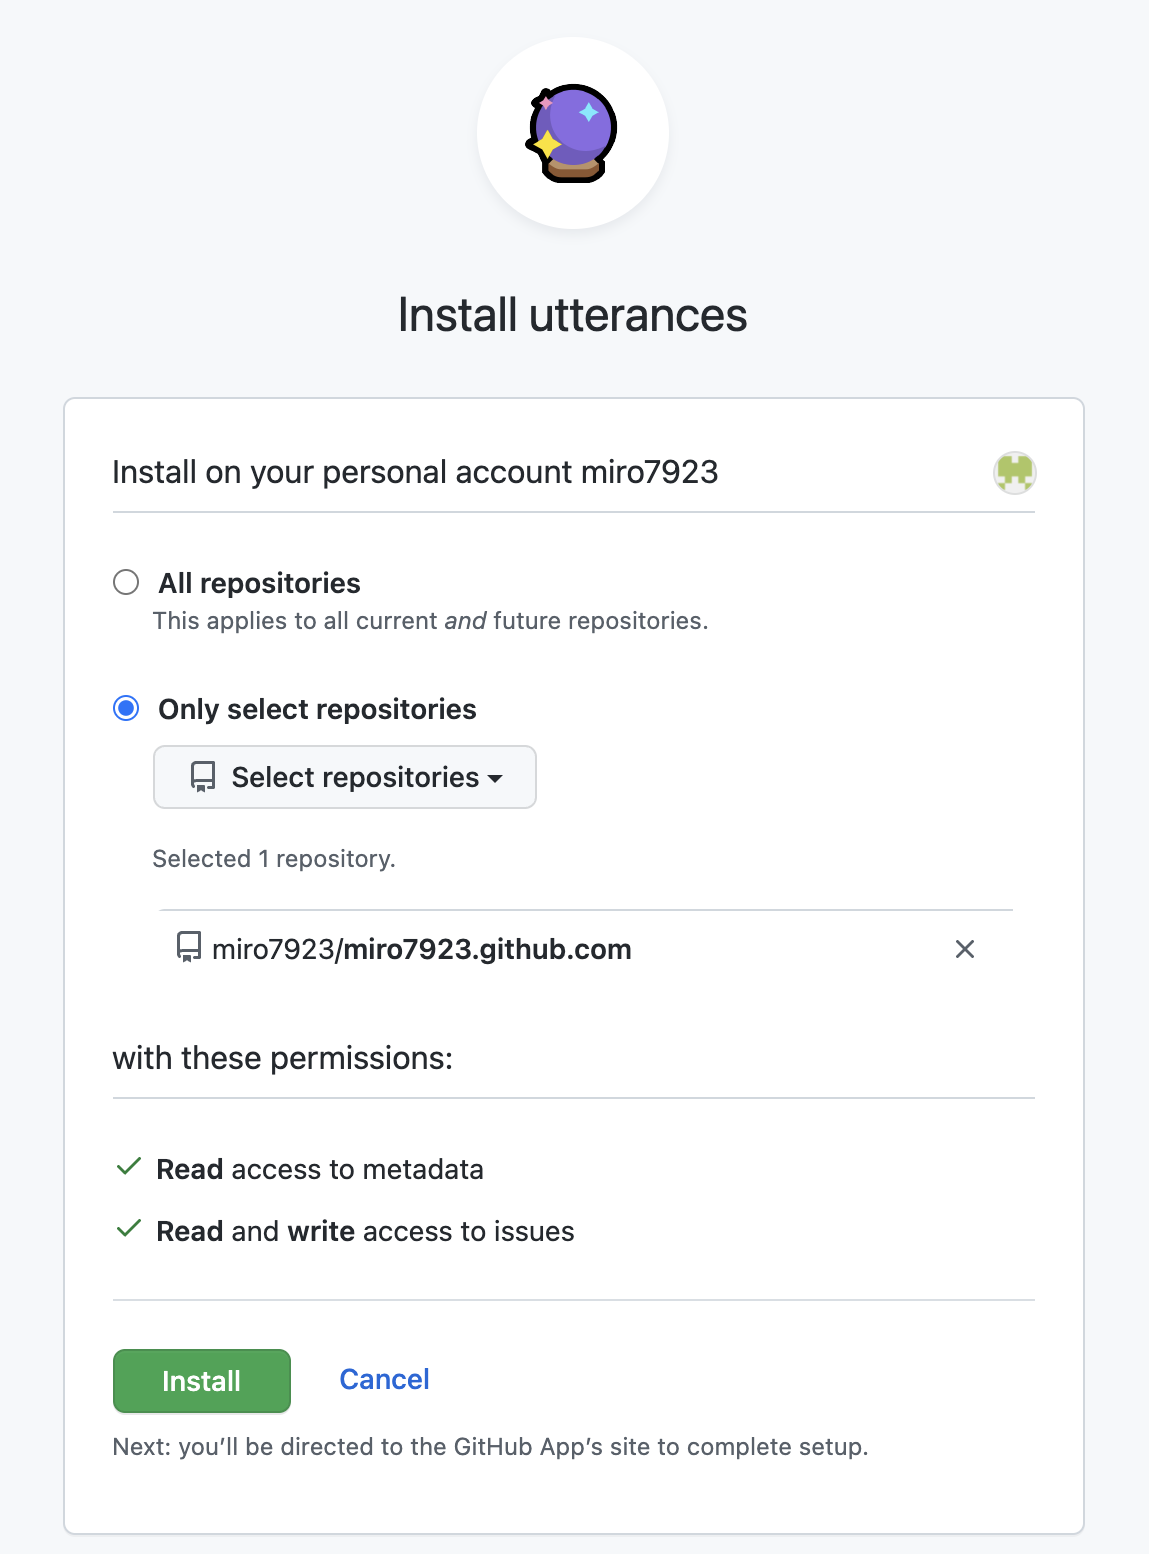 Install utterances
Install on your personal account miro7923
All repositories
This applies to all current and future repositories.
Only select repositories
Select repositories
Selected 1 repository.
miro7923/miro7923.github.com
with these permissions:
Read access to metadata
Read and write access to issues
Install
Cancel
Next: you’ll be directed to the GitHub App’s site to complete setup.